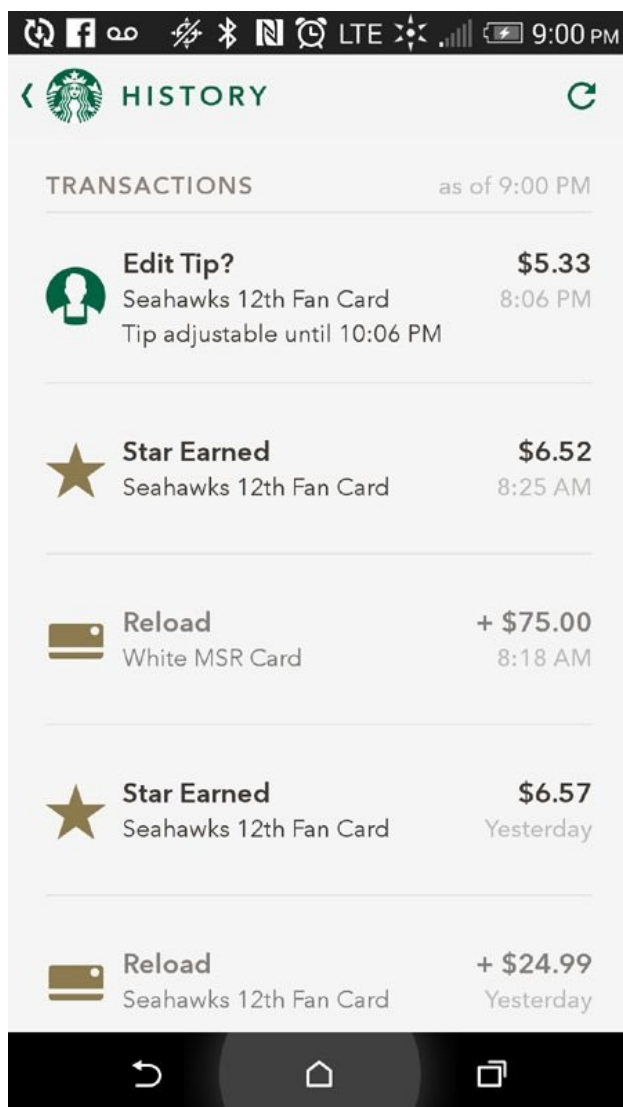 LTE 9:00 PM
HISTORY
TRANSACTIONS as of 9:00 PM
Edit Tip? $5.33
Seahawks 12th Fan Card 8:06 PM
Tip adjustable until 10:06 PM
Star Earned $6.52
Seahawks 12th Fan Card 8:25 AM
Reload + $75.00
White MSR Card 8:18 AM
Star Earned $6.57
Seahawks 12th Fan Card Yesterday
Reload + $24.99
Seahawks 12th Fan Card Yesterday